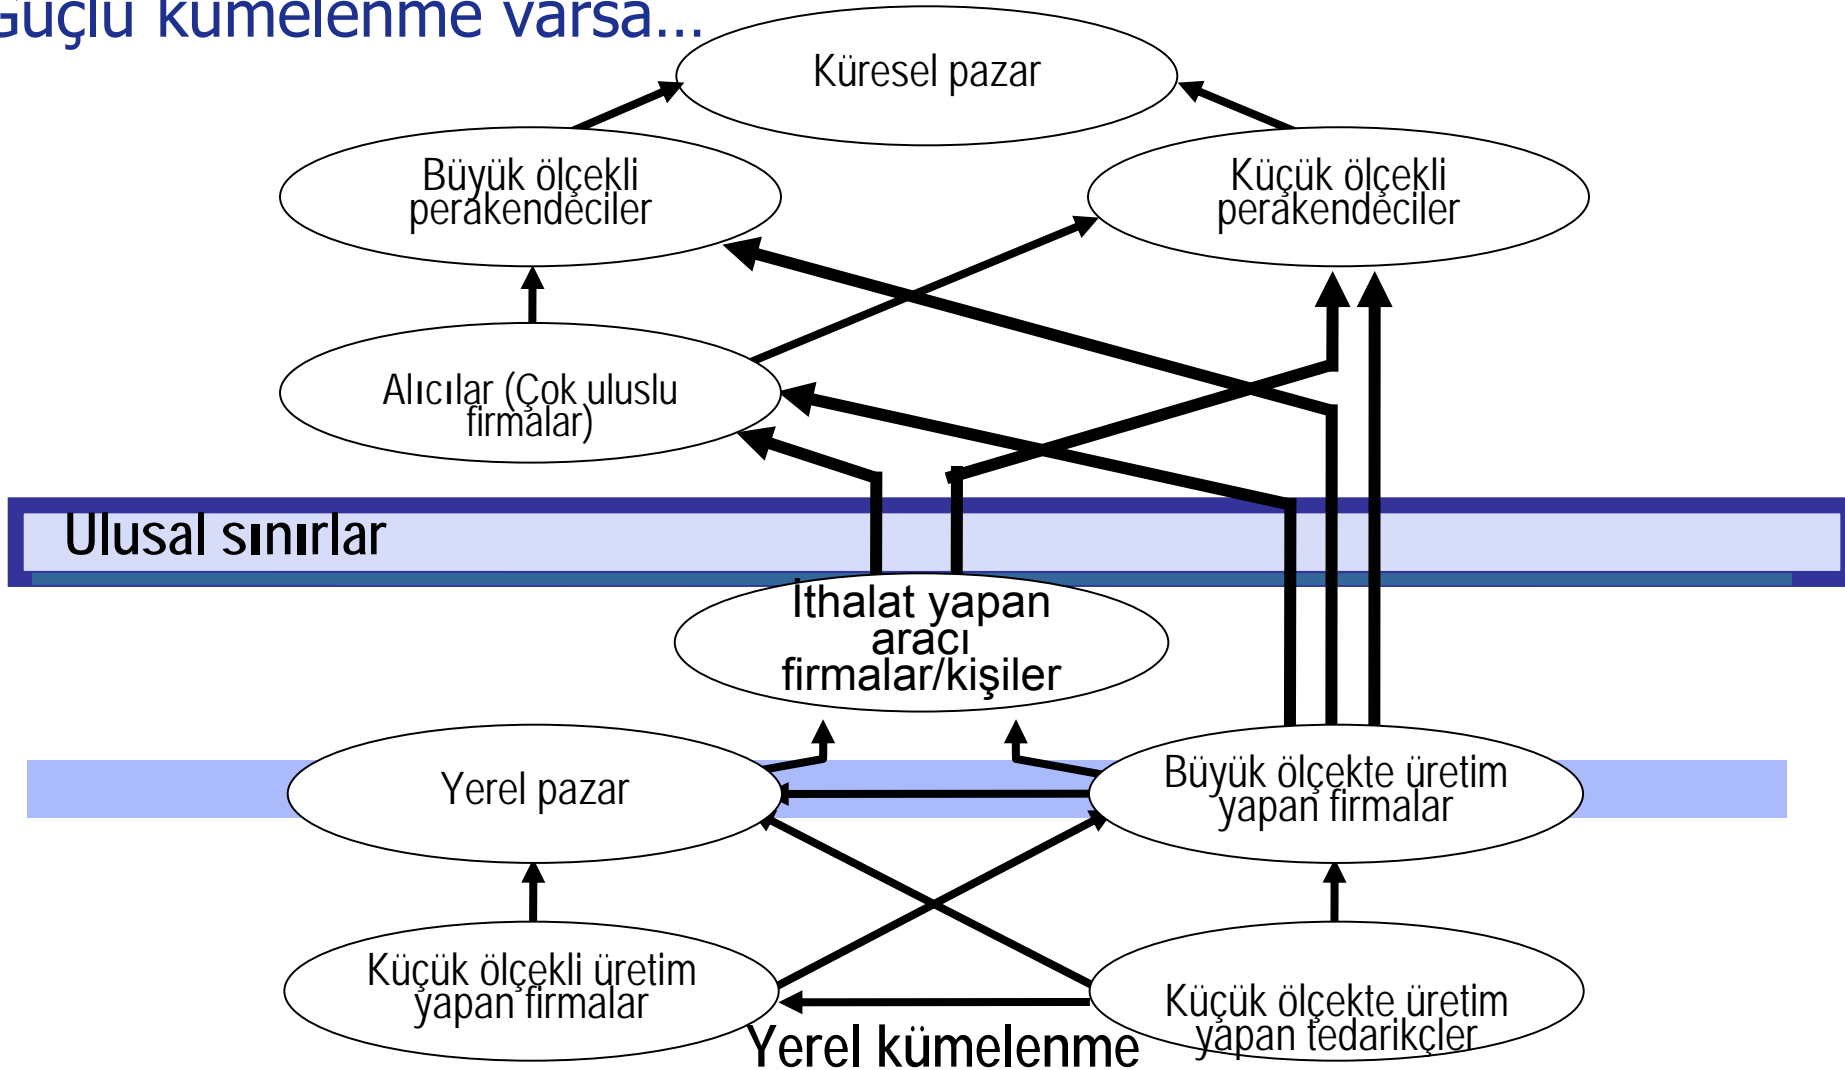 Güçlü kümelenme varsa...
Küresel pazar
Büyük ölçekli
perakendeciler
Küçük ölçekli
perakendeciler
Alıcılar (Çok uluslu
firmalar)
Ulusal sınırlar
İthalat yapan
aracı
firmalar/kişiler
Yerel pazar
Büyük ölçekte üretim
yapan firmalar
Küçük ölçekli üretim
yapan firmalar
Küçük ölçekte üretim
yapan tedarikçler
Yerel kümelenme